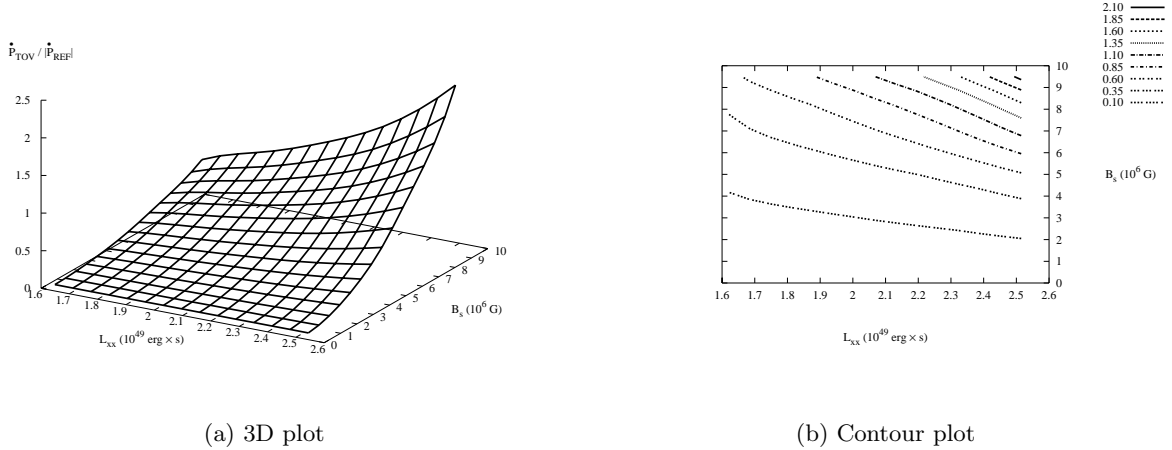 Ṗ_TOV / |Ṗ_REF|
2.5
2
1.5
1
0.5
0
1.6 1.7 1.8 1.9 2 2.1 2.2 2.3 2.4 2.5 2.6
L_xx (10^49 erg × s)
0 1 2 3 4 5 6 7 8 9 10
B_s (10^6 G)
(a) 3D plot
2.10
1.85
1.60
1.35
1.10
0.85
0.60
0.35
0.10
10
9
8
7
6
5
4
3
2
1
0
B_s (10^6 G)
1.6 1.7 1.8 1.9 2 2.1 2.2 2.3 2.4 2.5 2.6
L_xx (10^49 erg × s)
(b) Contour plot